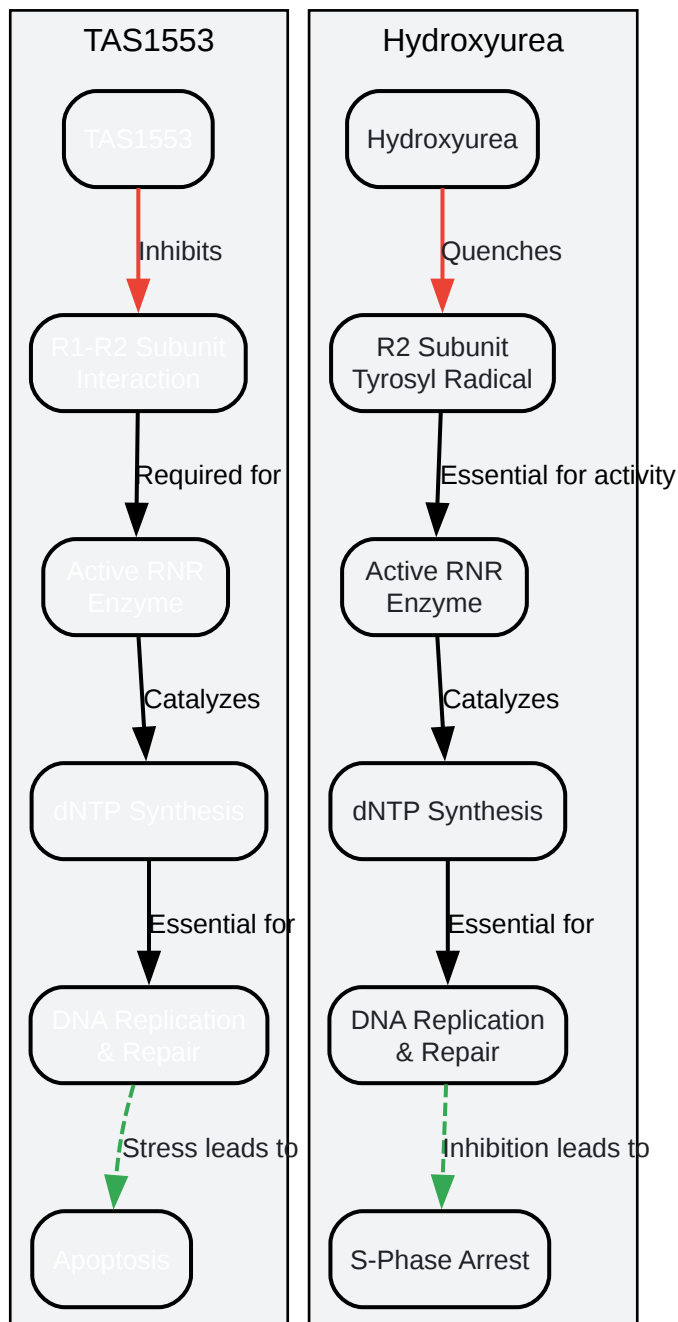 TAS1553
TAS1553
Inhibits
R1-R2 Subunit
Interaction
Required for
Active RNR
Enzyme
Catalyzes
dNTP Synthesis
Essential for
DNA Replication
& Repair
Stress leads to
Apoptosis
Hydroxyurea
Hydroxyurea
Quenches
R2 Subunit
Tyrosyl Radical
Essential for activity
Active RNR
Enzyme
Catalyzes
dNTP Synthesis
Essential for
DNA Replication
& Repair
Inhibition leads to
S-Phase Arrest